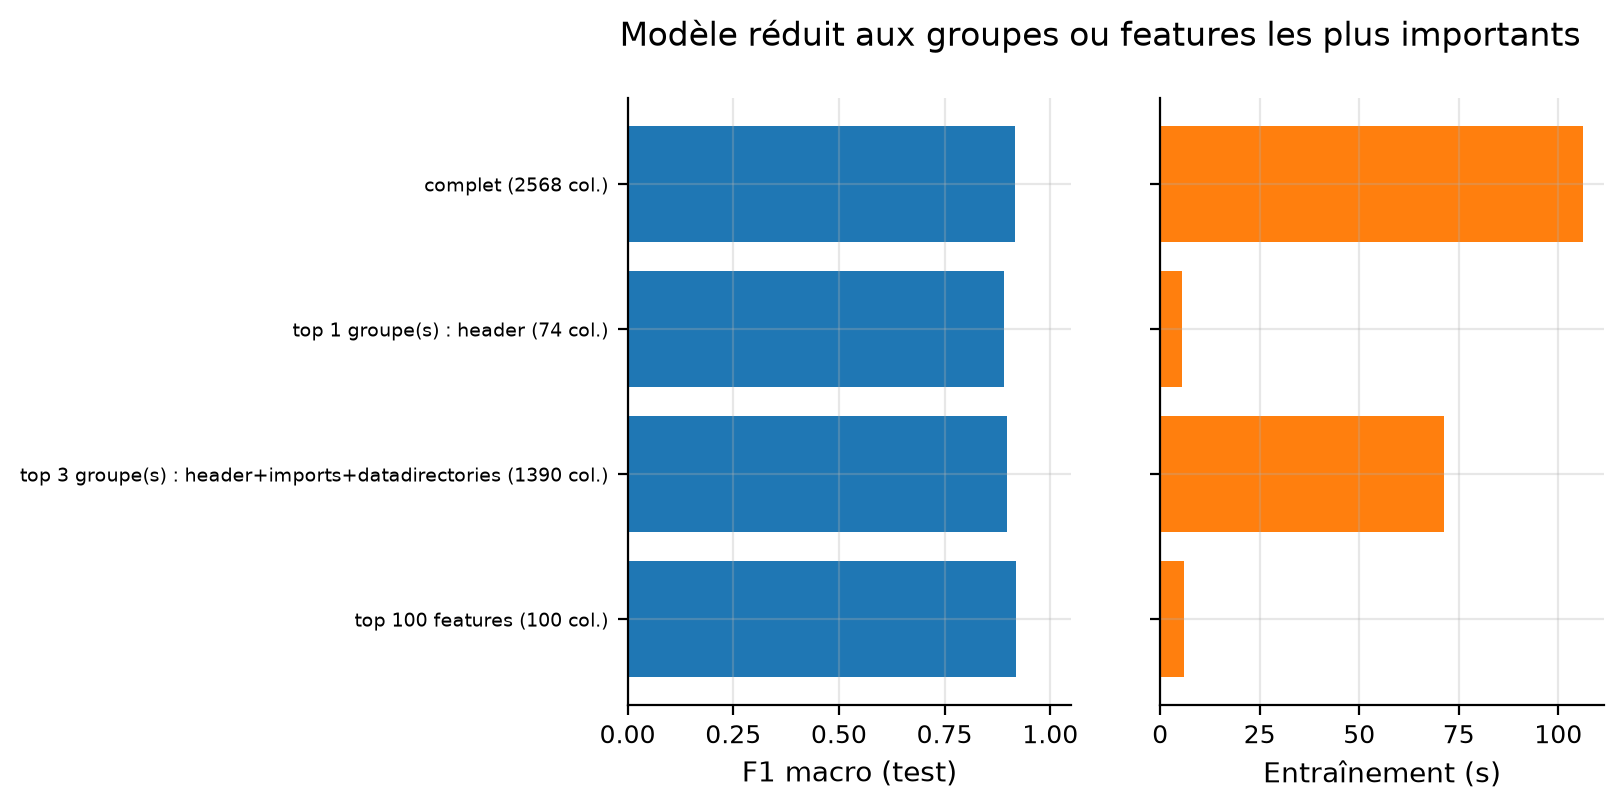 Modèle réduit aux groupes ou features les plus importants
complet (2568 col.)
top 1 groupe(s) : header (74 col.)
top 3 groupe(s) : header+imports+datadirectories (1390 col.)
top 100 features (100 col.)
0.00 0.25 0.50 0.75 1.00
F1 macro (test)
0 25 50 75 100
Entraînement (s)